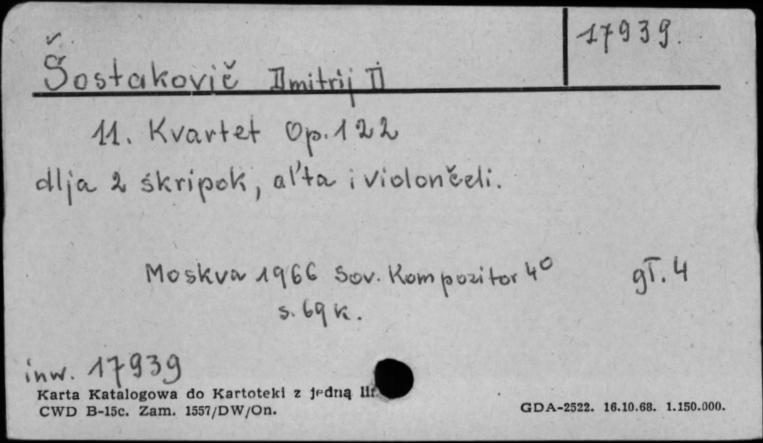 17939.
Šostakovič Dmitrij D
11. Kvartet Op. 122
dlja 2 skripok, al'ta i violončeli.
Moskva 1966 Sov. Kompozitor 4° gł. 4
s. 69 k.
inw. 17939
Karta Katalogowa do Kartoteki z jedną lit
CWD B-15c. Zam. 1557/DW/On.
GDA-2522. 16.10.68. 1.150.000.